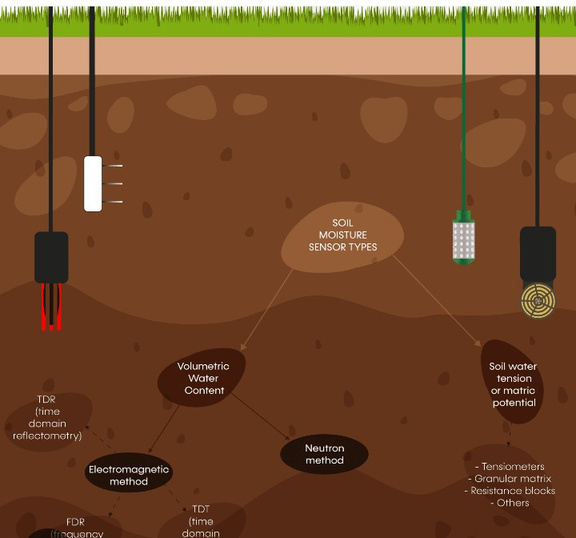 SOIL
MOISTURE
SENSOR TYPES
Volumetric
Water
Content
Soil water
tension
or matric
potential
TDR
(time
domain
reflectometry)
Electromagnetic
method
Neutron
method
- Tensiometers
- Granular matrix
- Resistance blocks
- Others
FDR
(frequency
TDT
(time
domain